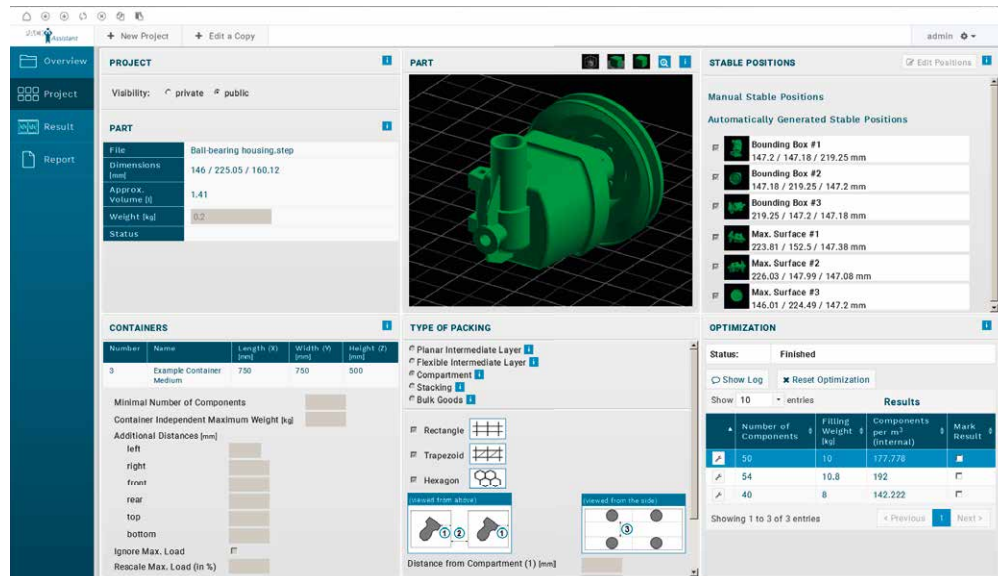 Assistant
+ New Project
+ Edit a Copy
admin
Overview
Project
Result
Report
PROJECT
Visibility: private public
PART
File Ball-bearing housing.step
Dimensions [mm] 146 / 225.05 / 160.12
Approx. Volume [l] 1.41
Weight [kg] 0.2
Status
PART
STABLE POSITIONS
Edit Positions
Manual Stable Positions
Automatically Generated Stable Positions
Bounding Box #1
147.2 / 147.18 / 219.25 mm
Bounding Box #2
147.18 / 219.25 / 147.2 mm
Bounding Box #3
219.25 / 147.2 / 147.18 mm
Max. Surface #1
223.81 / 152.5 / 147.38 mm
Max. Surface #2
226.03 / 147.99 / 147.08 mm
Max. Surface #3
146.01 / 224.49 / 147.2 mm
CONTAINERS
Number Name Length (X) [mm] Width (Y) [mm] Height (Z) [mm]
3 Example Container Medium 750 750 500
Minimal Number of Components
Container Independent Maximum Weight [kg]
Additional Distances [mm]
left
right
front
rear
top
bottom
Ignore Max. Load
Rescale Max. Load (in %)
TYPE OF PACKING
Planar Intermediate Layer
Flexible Intermediate Layer
Compartment
Stacking
Bulk Goods
Rectangle
Trapezoid
Hexagon
(viewed from above)
1 2 1
(viewed from the side)
3
Distance from Compartment (1) [mm]
OPTIMIZATION
Status: Finished
Show Log
Reset Optimization
Show 10 entries
Results
Number of Components Filling Weight [kg] Components per m³ (internal) Mark Result
50 10 177.778
54 10.8 192
40 8 142.222
Showing 1 to 3 of 3 entries
< Previous 1 Next >